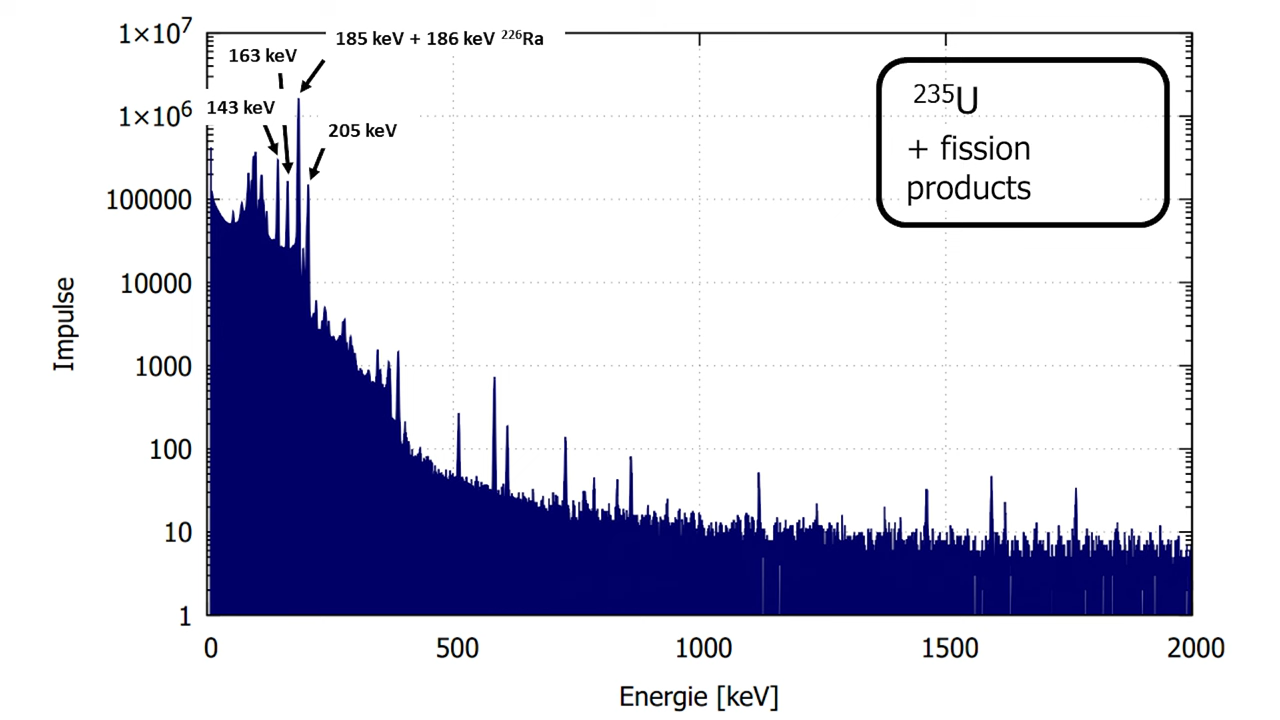 1×10⁷
185 keV + 186 keV ²²⁶Ra
163 keV
143 keV
1×10⁶
205 keV
²³⁵U
+ fission
products
100000
10000
1000
100
10
1
Impulse
0 500 1000 1500 2000
Energie [keV]